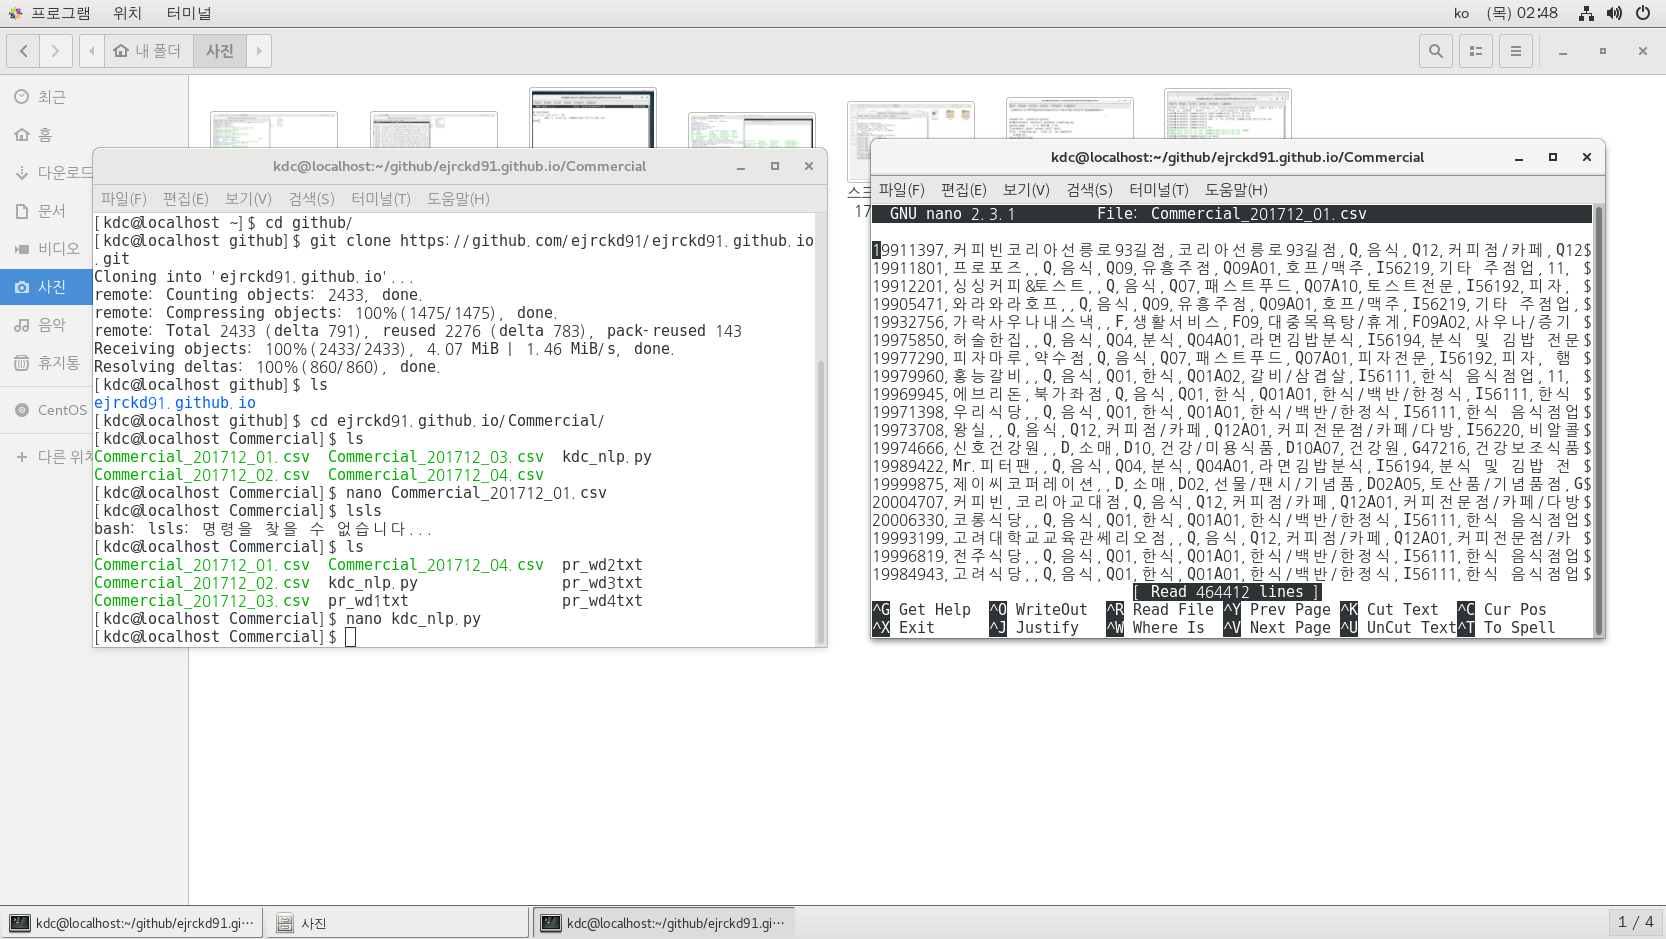 프로그램 위치 터미널 ko (목) 02:48
내 폴더 사진
최근
홈
다운로드
문서
비디오
사진
음악
휴지통
CentOS
다른 위치
17
kdc@localhost:~/github/ejrckd91.github.io/Commercial
파일(F) 편집(E) 보기(V) 검색(S) 터미널(T) 도움말(H)
[kdc@localhost ~]$ cd github/
[kdc@localhost github]$ git clone https://github.com/ejrckd91/ejrckd91.github.io
.git
Cloning into 'ejrckd91.github.io'...
remote: Counting objects: 2433, done.
remote: Compressing objects: 100% (1475/1475), done.
remote: Total 2433 (delta 791), reused 2276 (delta 783), pack-reused 143
Receiving objects: 100% (2433/2433), 4.07 MiB | 1.46 MiB/s, done.
Resolving deltas: 100% (860/860), done.
[kdc@localhost github]$ ls
ejrckd91.github.io
[kdc@localhost github]$ cd ejrckd91.github.io/Commercial/
[kdc@localhost Commercial]$ ls
Commercial_201712_01.csv Commercial_201712_03.csv kdc_nlp.py
Commercial_201712_02.csv Commercial_201712_04.csv
[kdc@localhost Commercial]$ nano Commercial_201712_01.csv
[kdc@localhost Commercial]$ lsls
bash: lsls: 명령을 찾을 수 없습니다...
[kdc@localhost Commercial]$ ls
Commercial_201712_01.csv Commercial_201712_04.csv pr_wd2txt
Commercial_201712_02.csv kdc_nlp.py pr_wd3txt
Commercial_201712_03.csv pr_wd1txt pr_wd4txt
[kdc@localhost Commercial]$ nano kdc_nlp.py
[kdc@localhost Commercial]$
kdc@localhost:~/github/ejrckd91.github.io/Commercial
파일(F) 편집(E) 보기(V) 검색(S) 터미널(T) 도움말(H)
GNU nano 2.3.1 File: Commercial_201712_01.csv
19911397,커피빈코리아선릉로93길점,코리아선릉로93길점,Q,음식,Q12,커피점/카페,Q12$
19911801,프로포즈,,Q,음식,Q09,유흥주점,Q09A01,호프/맥주,I56219,기타 주점업,11, $
19912201,싱싱커피&토스트,,Q,음식,Q07,패스트푸드,Q07A10,토스트전문,I56192,피자, $
19905471,와라와라호프,,Q,음식,Q09,유흥주점,Q09A01,호프/맥주,I56219,기타 주점업,$
19932756,가락사우나내스낵,,F,생활서비스,F09,대중목욕탕/휴게,F09A02,사우나/증기 $
19975850,허술한집,,Q,음식,Q04,분식,Q04A01,라면김밥분식,I56194,분식 및 김밥 전문$
19977290,피자마루,약수점,Q,음식,Q07,패스트푸드,Q07A01,피자전문,I56192,피자, 햄 $
19979960,홍능갈비,,Q,음식,Q01,한식,Q01A02,갈비/삼겹살,I56111,한식 음식점업,11, $
19969945,에브리돈,북가좌점,Q,음식,Q01,한식,Q01A01,한식/백반/한정식,I56111,한식 $
19971398,우리식당,,Q,음식,Q01,한식,Q01A01,한식/백반/한정식,I56111,한식 음식점업$
19973708,왕실,,Q,음식,Q12,커피점/카페,Q12A01,커피전문점/카페/다방,I56220,비알콜$
19974666,신호건강원,,D,소매,D10,건강/미용식품,D10A07,건강원,G47216,건강보조식품$
19989422,Mr.피터팬,,Q,음식,Q04,분식,Q04A01,라면김밥분식,I56194,분식 및 김밥 전 $
19999875,제이씨코퍼레이션,,D,소매,D02,선물/팬시/기념품,D02A05,토산품/기념품점,G$
20004707,커피빈,코리아교대점,Q,음식,Q12,커피점/카페,Q12A01,커피전문점/카페/다방$
20006330,코롱식당,,Q,음식,Q01,한식,Q01A01,한식/백반/한정식,I56111,한식 음식점업$
19993199,고려대학교교육관쎄리오점,,Q,음식,Q12,커피점/카페,Q12A01,커피전문점/카 $
19996819,전주식당,,Q,음식,Q01,한식,Q01A01,한식/백반/한정식,I56111,한식 음식점업$
19984943,고려식당,,Q,음식,Q01,한식,Q01A01,한식/백반/한정식,I56111,한식 음식점업$
[ Read 464412 lines ]
^G Get Help ^O WriteOut ^R Read File ^Y Prev Page ^K Cut Text ^C Cur Pos
^X Exit ^J Justify ^W Where Is ^V Next Page ^U UnCut Text ^T To Spell
kdc@localhost:~/github/ejrckd91.gi··· 사진 kdc@localhost:~/github/ejrckd91.gi··· 1 / 4